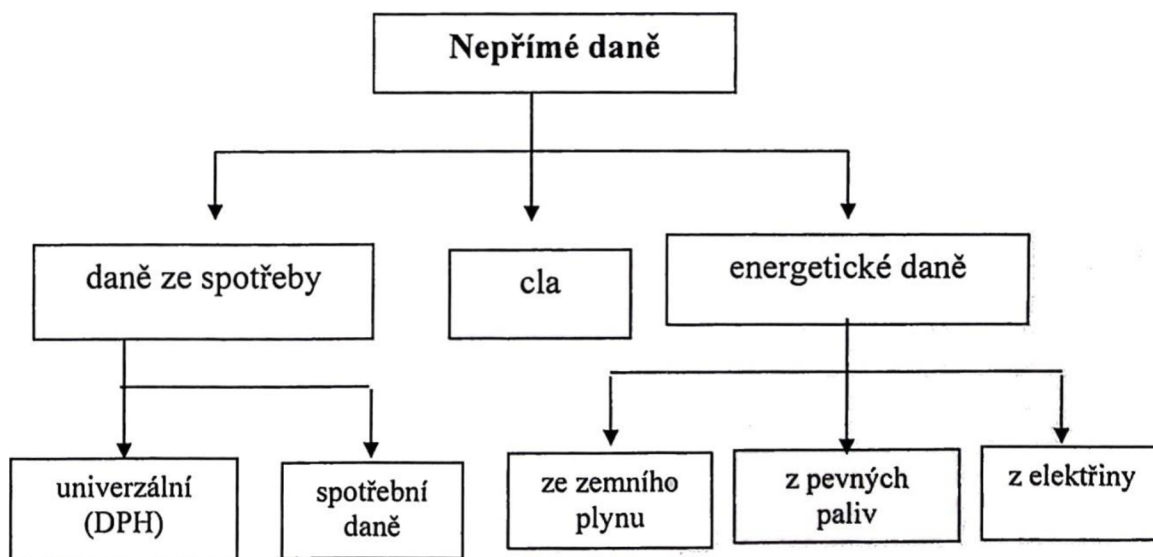 Nepřímé daně
daně ze spotřeby
cla
energetické daně
univerzální
(DPH)
spotřební
daně
ze zemního
plynu
z pevných
paliv
z elektřiny